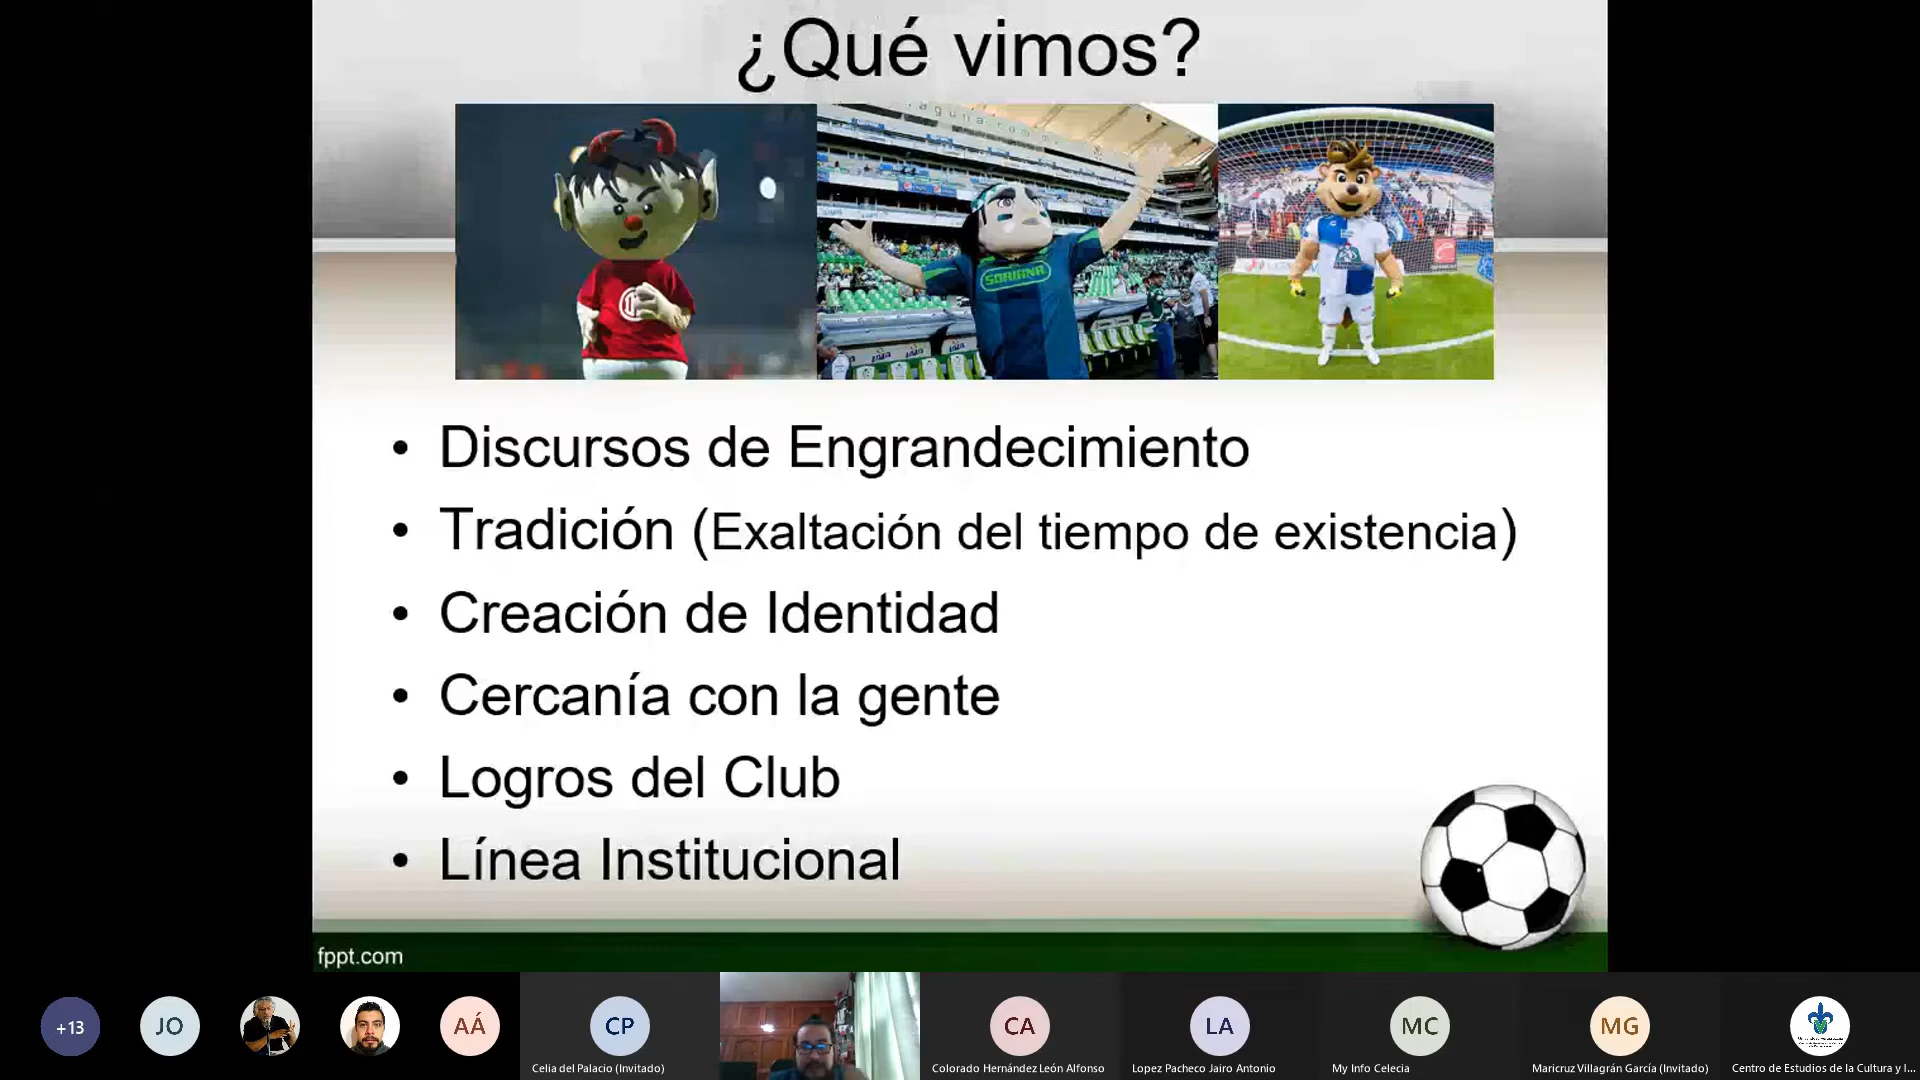 ¿Qué vimos?
SORIANA
• Discursos de Engrandecimiento
• Tradición (Exaltación del tiempo de existencia)
• Creación de Identidad
• Cercanía con la gente
• Logros del Club
• Línea Institucional
fppt.com
+13
JO
AÁ
CP
CA
LA
MC
MG
Celia del Palacio (Invitado)
Colorado Hernández León Alfonso
Lopez Pacheco Jairo Antonio
My Info Celecia
Maricruz Villagrán García (Invitado)
Centro de Estudios de la Cultura y l...